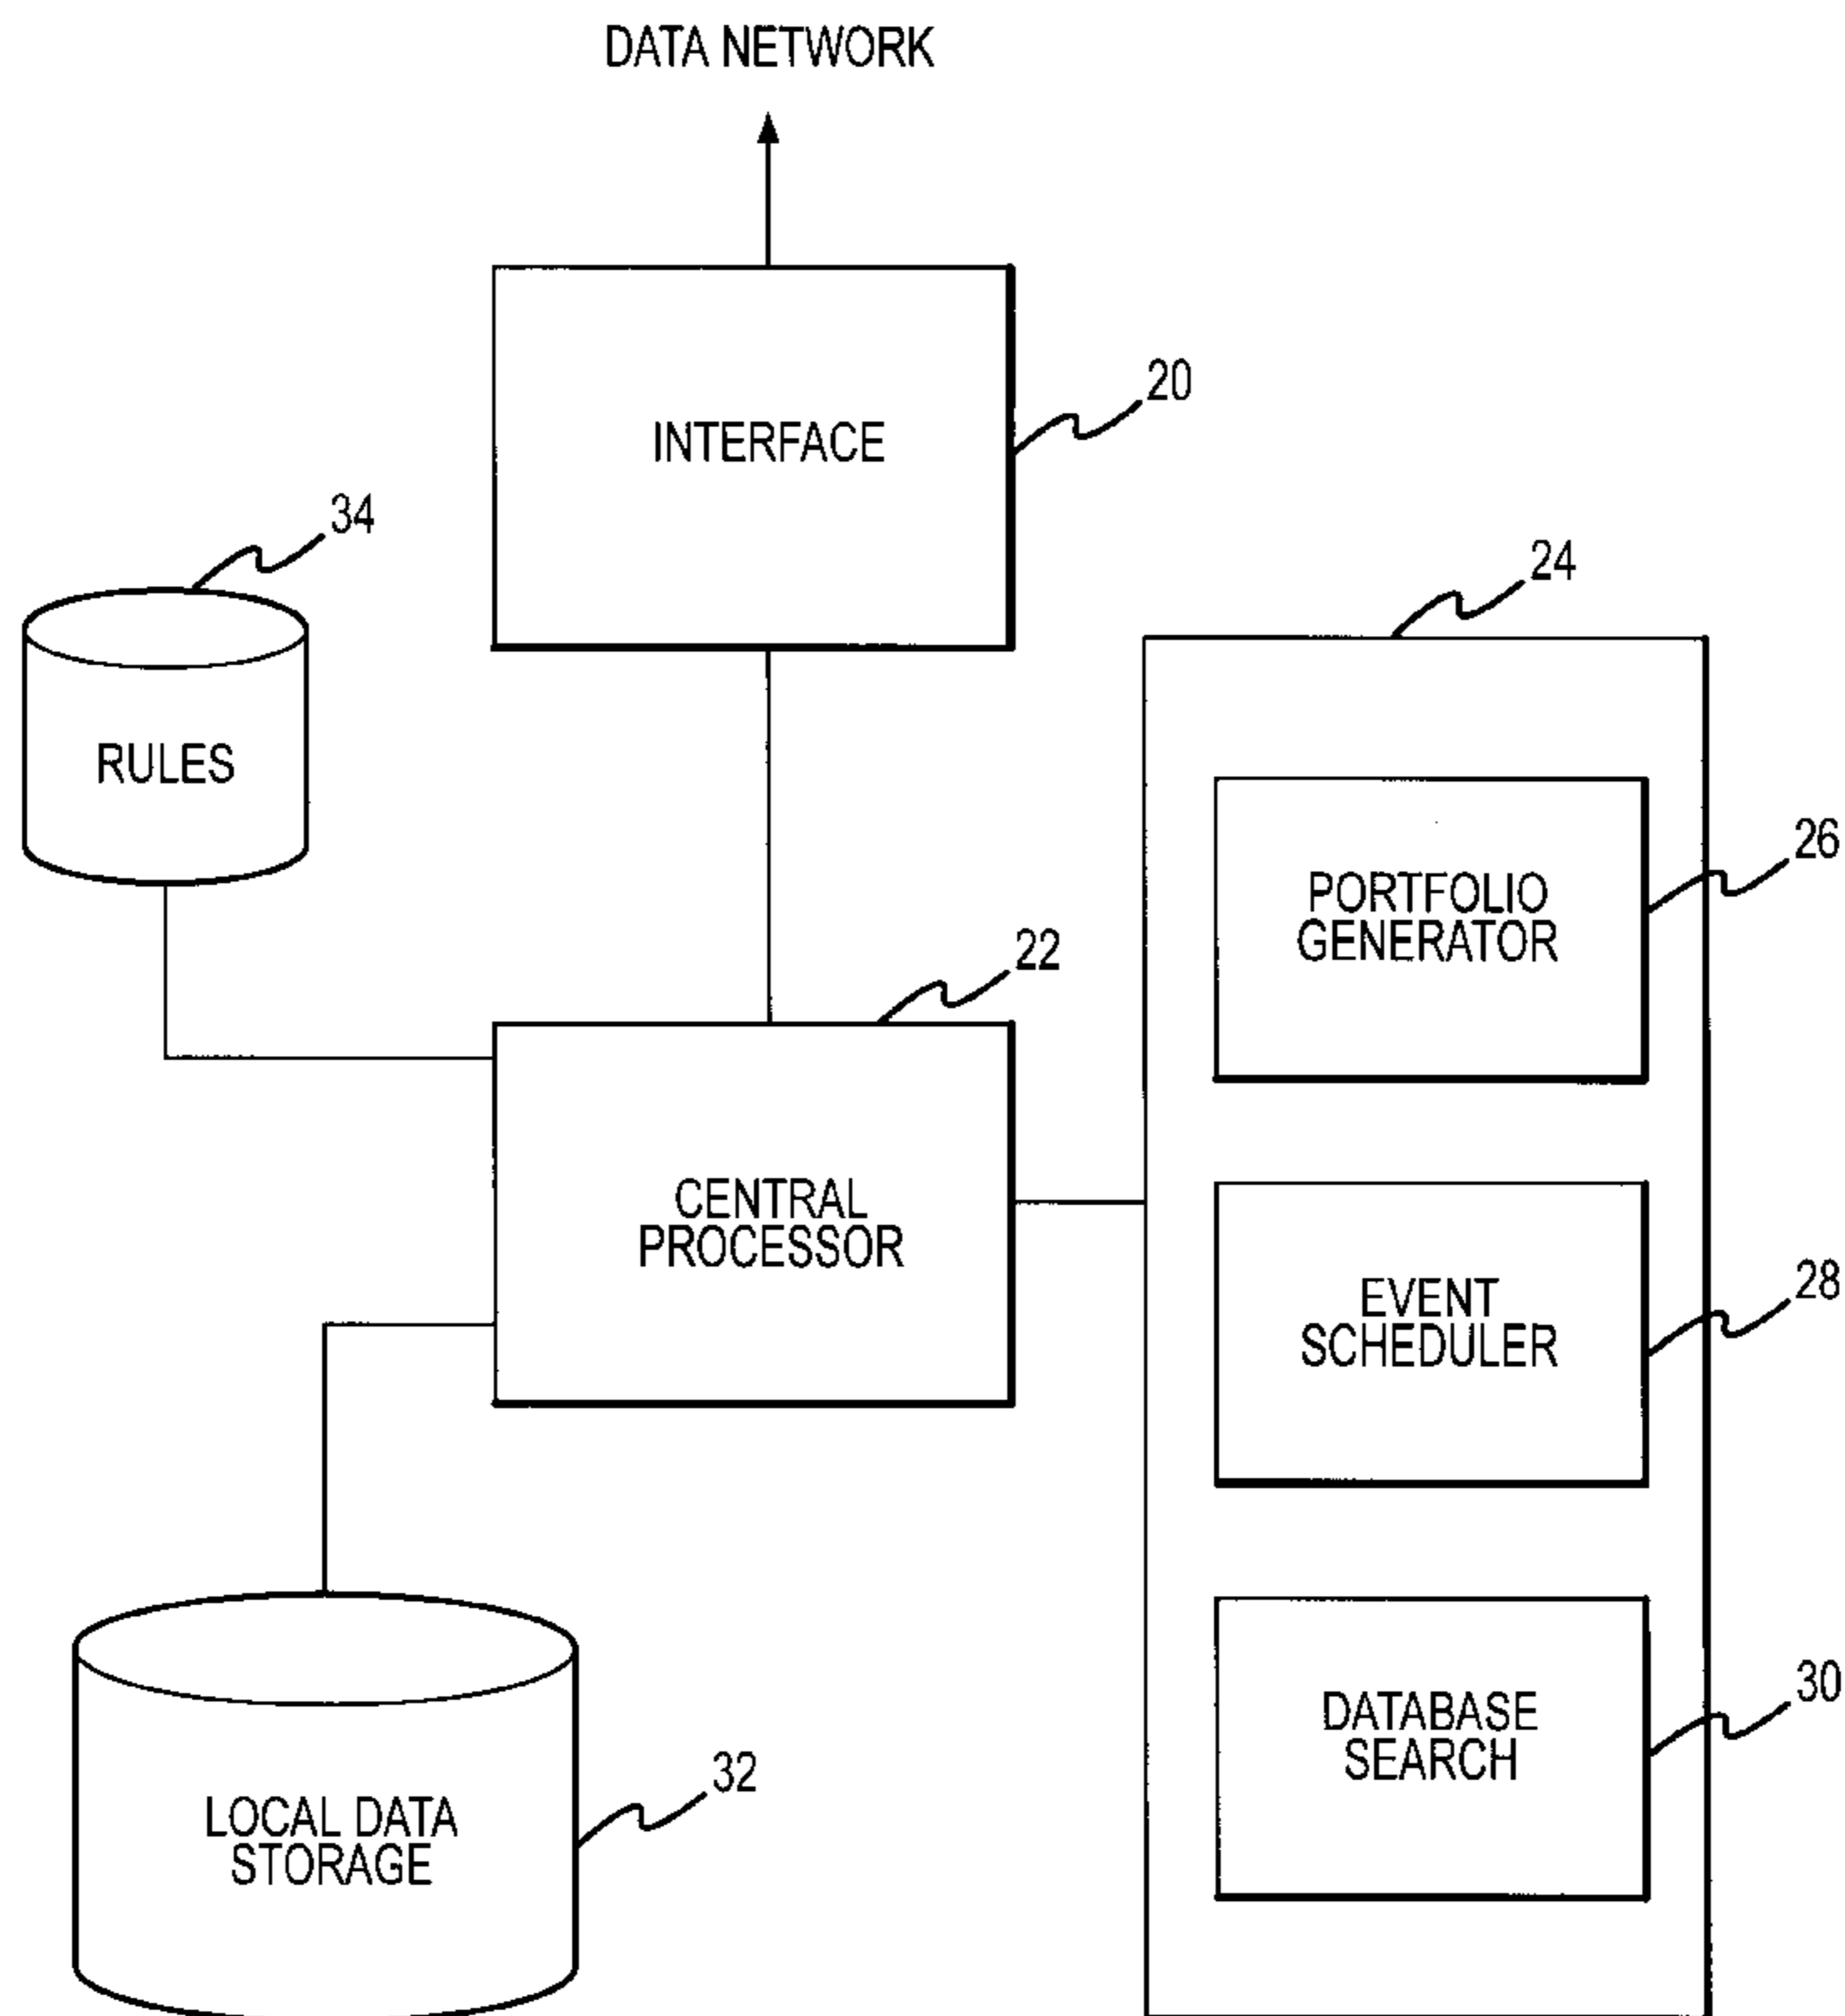 DATA NETWORK
INTERFACE
20
34
RULES
24
26
PORTFOLIO
GENERATOR
22
CENTRAL
PROCESSOR
28
EVENT
SCHEDULER
30
DATABASE
SEARCH
32
LOCAL DATA
STORAGE